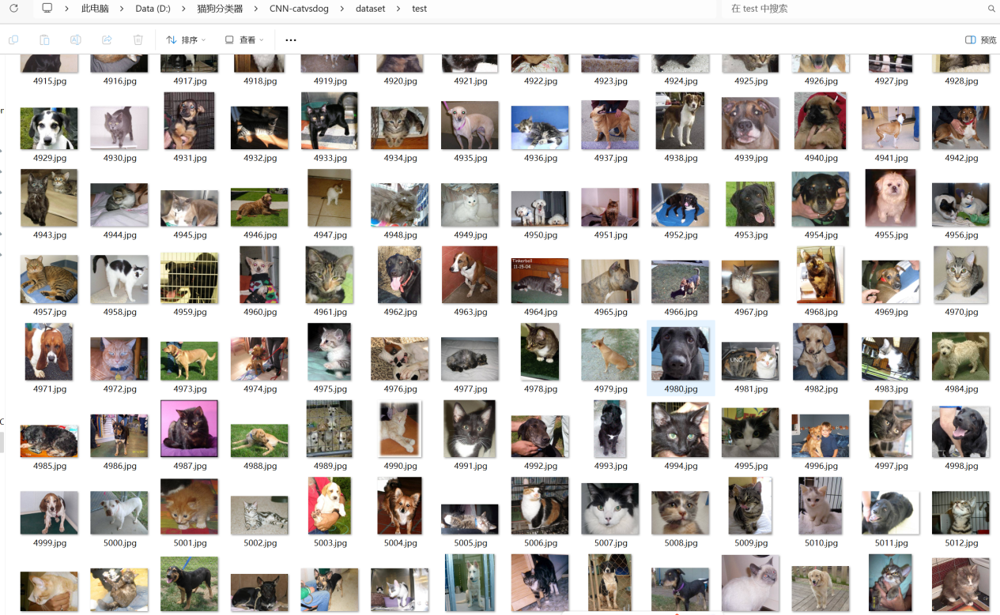 此电脑 > Data (D:) > 猫狗分类器 > CNN-catvsdog > dataset > test
在 test 中搜索
排序
查看
预览
4915.jpg 4916.jpg 4917.jpg 4918.jpg 4919.jpg 4920.jpg 4921.jpg 4922.jpg 4923.jpg 4924.jpg 4925.jpg 4926.jpg 4927.jpg 4928.jpg
4929.jpg 4930.jpg 4931.jpg 4932.jpg 4933.jpg 4934.jpg 4935.jpg 4936.jpg 4937.jpg 4938.jpg 4939.jpg 4940.jpg 4941.jpg 4942.jpg
4943.jpg 4944.jpg 4945.jpg 4946.jpg 4947.jpg 4948.jpg 4949.jpg 4950.jpg 4951.jpg 4952.jpg 4953.jpg 4954.jpg 4955.jpg 4956.jpg
Tinkerbell
11-15-04
4957.jpg 4958.jpg 4959.jpg 4960.jpg 4961.jpg 4962.jpg 4963.jpg 4964.jpg 4965.jpg 4966.jpg 4967.jpg 4968.jpg 4969.jpg 4970.jpg
UNO
4971.jpg 4972.jpg 4973.jpg 4974.jpg 4975.jpg 4976.jpg 4977.jpg 4978.jpg 4979.jpg 4980.jpg 4981.jpg 4982.jpg 4983.jpg 4984.jpg
4985.jpg 4986.jpg 4987.jpg 4988.jpg 4989.jpg 4990.jpg 4991.jpg 4992.jpg 4993.jpg 4994.jpg 4995.jpg 4996.jpg 4997.jpg 4998.jpg
4999.jpg 5000.jpg 5001.jpg 5002.jpg 5003.jpg 5004.jpg 5005.jpg 5006.jpg 5007.jpg 5008.jpg 5009.jpg 5010.jpg 5011.jpg 5012.jpg